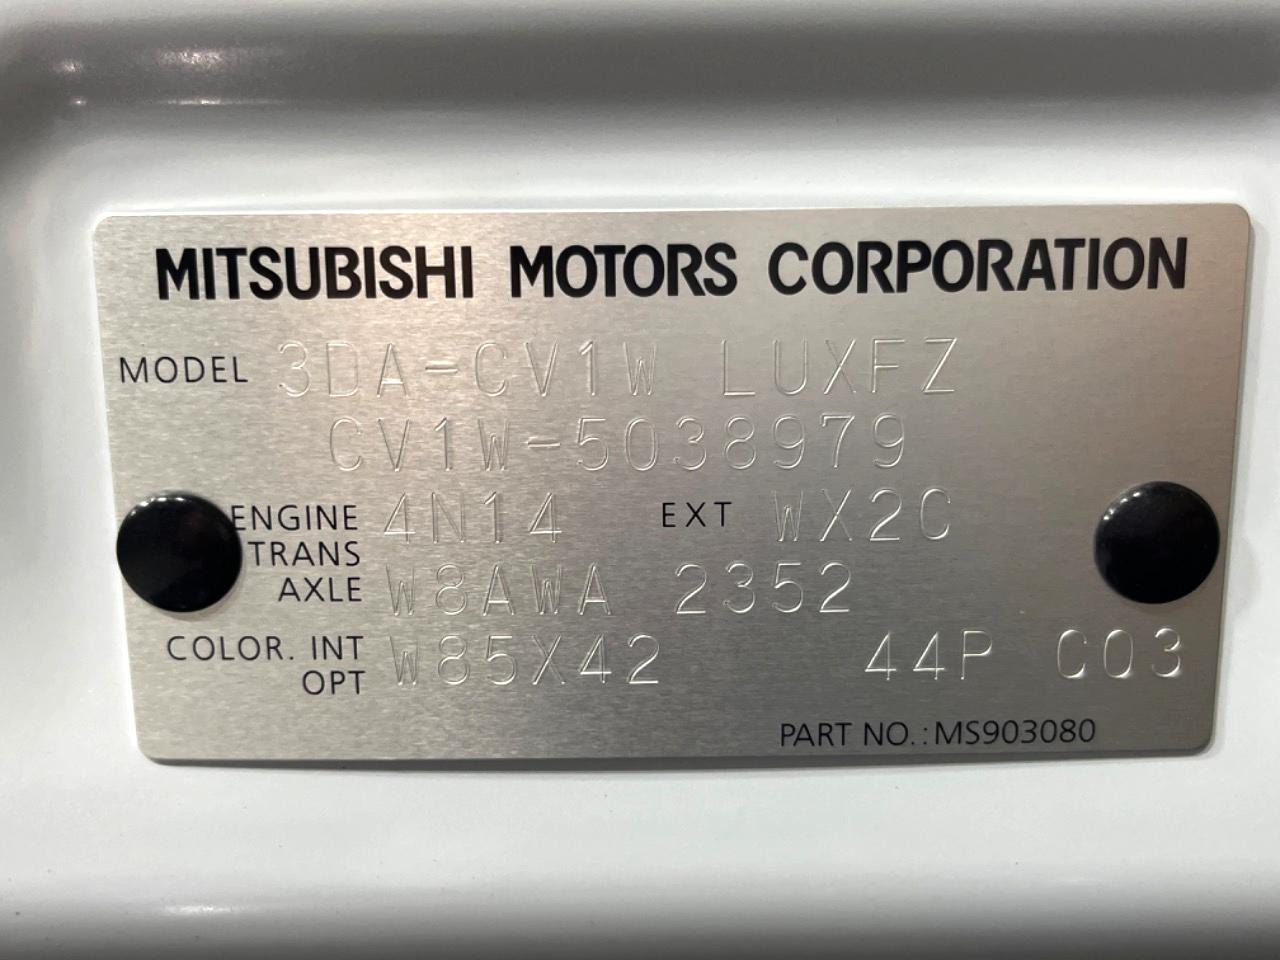 MITSUBISHI MOTORS CORPORATION
MODEL 3DA-CV1W LUXFZ
CV1W-5038979
ENGINE 4N14 EXT WX2C
TRANS
AXLE W8AWA 2352
COLOR. INT
OPT W85X42 44P C03
PART NO.:MS903080